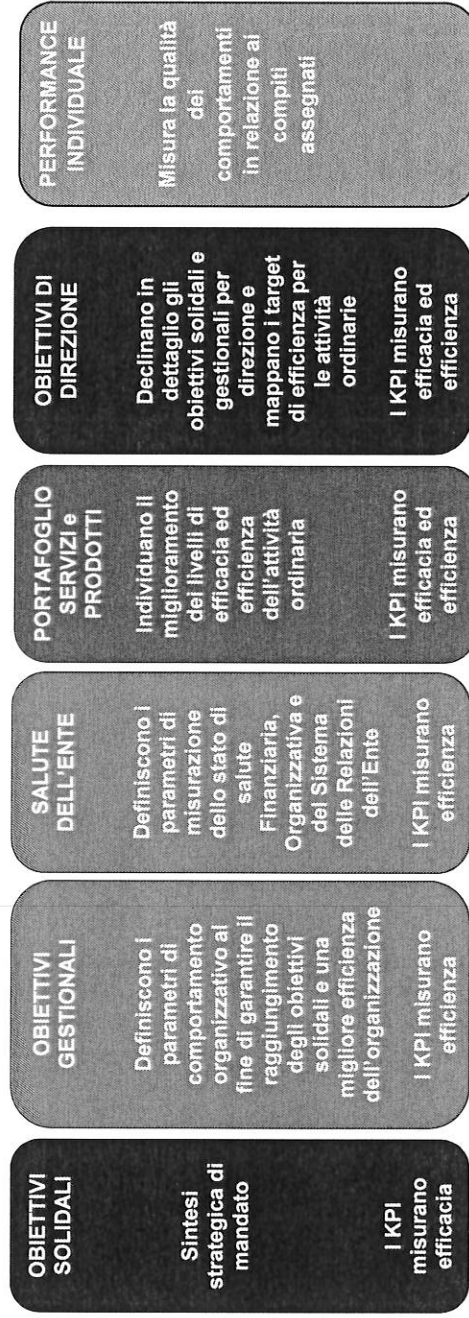 OBIETTIVI
SOLIDALI
Sintesi
strategica di
mandato
I KPI
misurano
efficacia
OBIETTIVI
GESTIONALI
Definiscono i
parametri di
comportamento
organizzativo al
fine di garantire il
raggiungimento
degli obiettivi
solidali e una
migliore efficienza
dell'organizzazione
I KPI misurano
efficienza
SALUTE
DELL'ENTE
Definiscono i
parametri di
misurazione
dello stato di
salute
Finanziaria,
Organizzativa e
del Sistema
delle Relazioni
dell'Ente
I KPI misurano
efficienza
PORTAFOGLIO
SERVIZI e
PRODOTTI
Individuano il
miglioramento
dei livelli di
efficacia ed
efficienza
dell'attività
ordinaria
I KPI misurano
efficacia ed
efficienza
OBIETTIVI DI
DIREZIONE
Declinano in
dettaglio gli
obiettivi solidali e
gestionali per
direzione e
mappano i target
di efficienza per
le attività
ordinarie
I KPI misurano
efficacia ed
efficienza
PERFORMANCE
INDIVIDUALE
Misura la qualità
dei
comportamenti
in relazione ai
compiti
assegnati